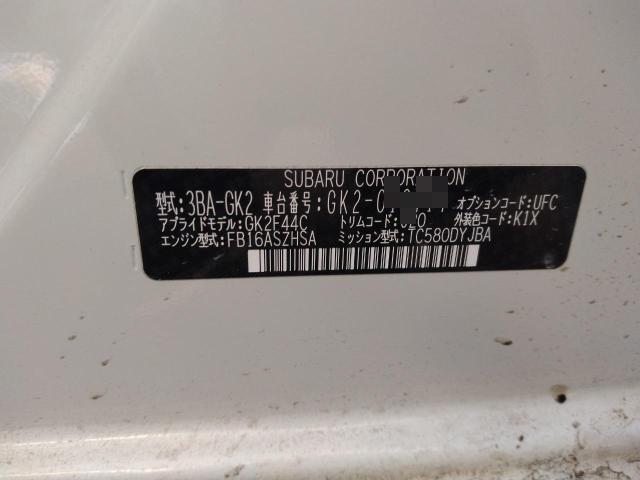 SUBARU CORPORATION
型式:3BA-GK2 車台番号:GK2-0 オプションコード:UFC
アプライドモデル:GK2F44C トリムコード: 外装色コード:K1X
エンジン型式:FB16ASZHSA ミッション型式:TC580DYJBA